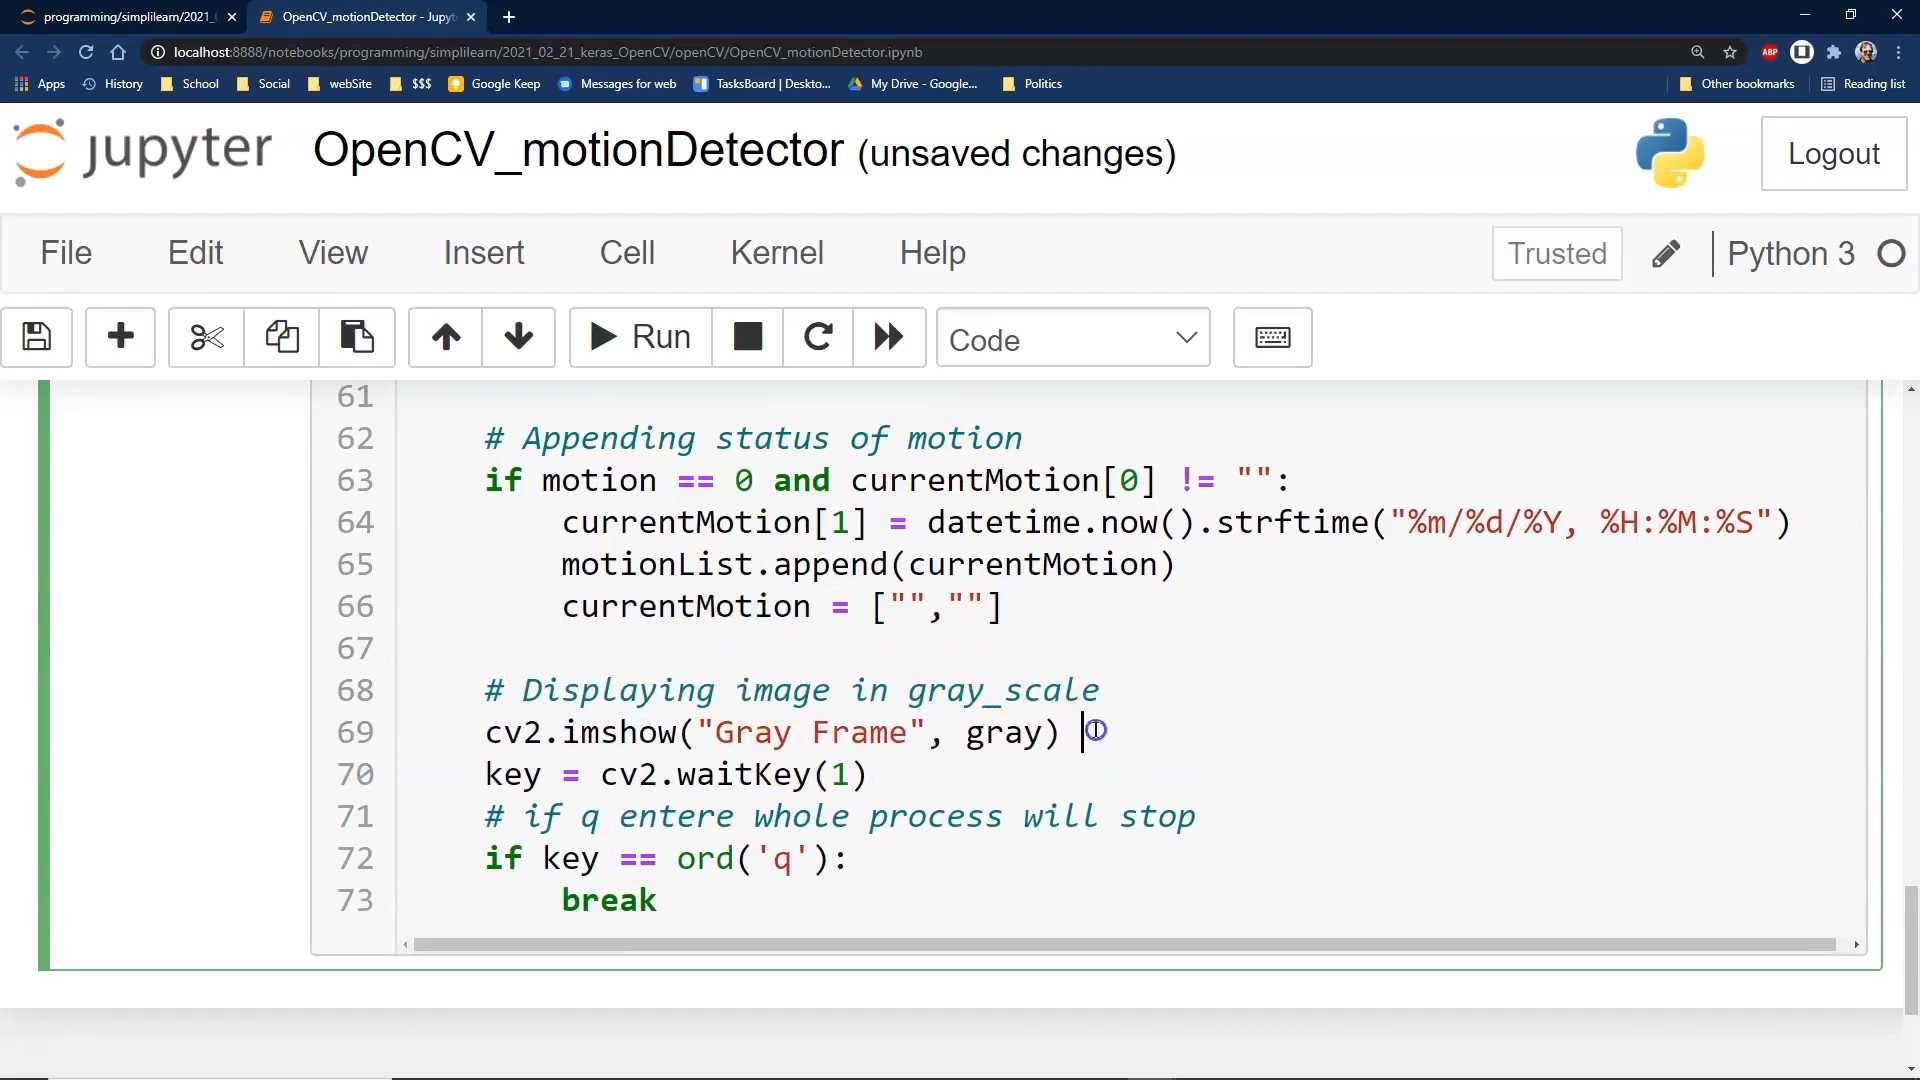 programming/simplilearn/2021_
OpenCV_motionDetector - Jupyt
localhost:8888/notebooks/programming/simplilearn/2021_02_21_keras_OpenCV/openCV/OpenCV_motionDetector.ipynb
ABP
Apps History School Social webSite $$$ Google Keep Messages for web TasksBoard | Deskto... My Drive - Google... Politics Other bookmarks Reading list
jupyter OpenCV_motionDetector (unsaved changes) Logout
File Edit View Insert Cell Kernel Help Trusted Python 3
Run Code
61
62 # Appending status of motion
63 if motion == 0 and currentMotion[0] != "":
64 currentMotion[1] = datetime.now().strftime("%m/%d/%Y, %H:%M:%S")
65 motionList.append(currentMotion)
66 currentMotion = ["",""]
67
68 # Displaying image in gray_scale
69 cv2.imshow("Gray Frame", gray)
70 key = cv2.waitKey(1)
71 # if q entere whole process will stop
72 if key == ord('q'):
73 break